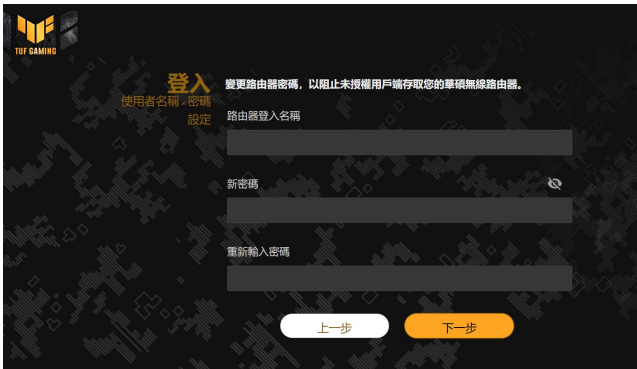 TUF GAMING
登入
使用者名稱、密碼
設定
變更路由器密碼，以阻止未授權用戶端存取您的華碩無線路由器。
路由器登入名稱
新密碼
重新輸入密碼
上一步
下一步